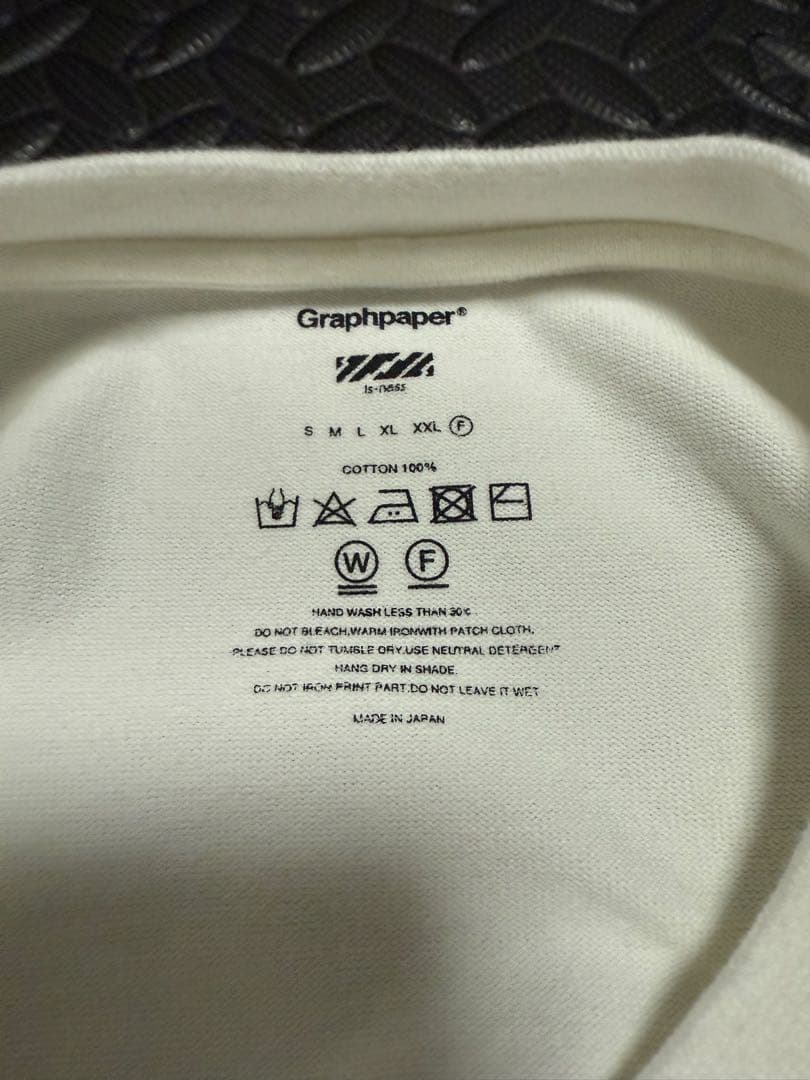 Graphpaper®
is-ness
S M L XL XXL F
COTTON 100%
W F
HAND WASH LESS THAN 30℃.
DO NOT BLEACH,WARM IRONWITH PATCH CLOTH.
PLEASE DO NOT TUMBLE DRY.USE NEUTRAL DETERGENT
HANG DRY IN SHADE.
DO NOT IRON PRINT PART.DO NOT LEAVE IT WET
MADE IN JAPAN